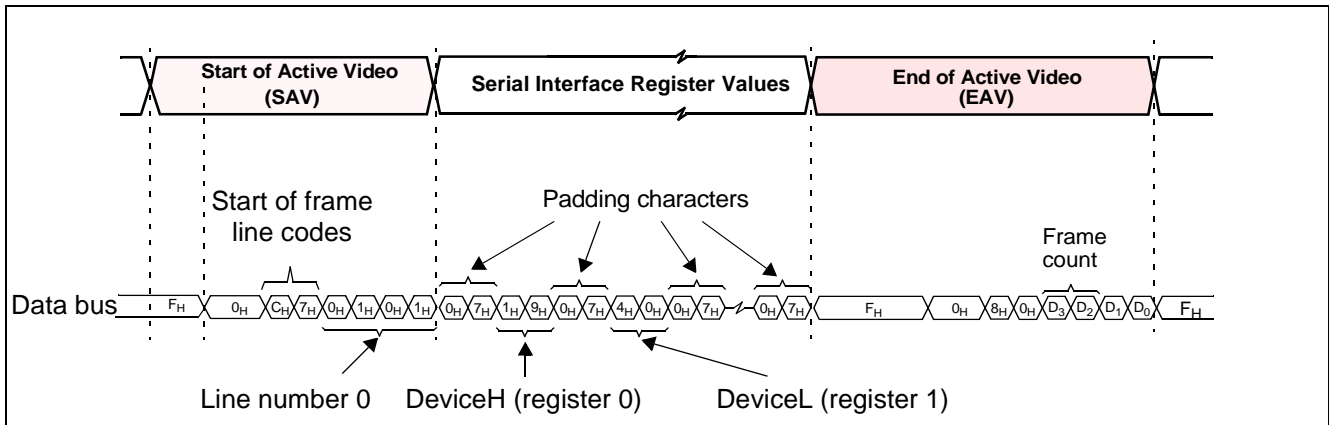 Start of Active Video
(SAV)
Serial Interface Register Values
End of Active Video
(EAV)
Start of frame
line codes
Padding characters
Frame
count
Data bus
FH 0H CH 7H 0H 1H 0H 1H 0H 7H 1H 9H 0H 7H 4H 0H 0H 7H 0H 7H FH 0H 8H 0H D3 D2 D1 D0 FH
Line number 0
DeviceH (register 0)
DeviceL (register 1)